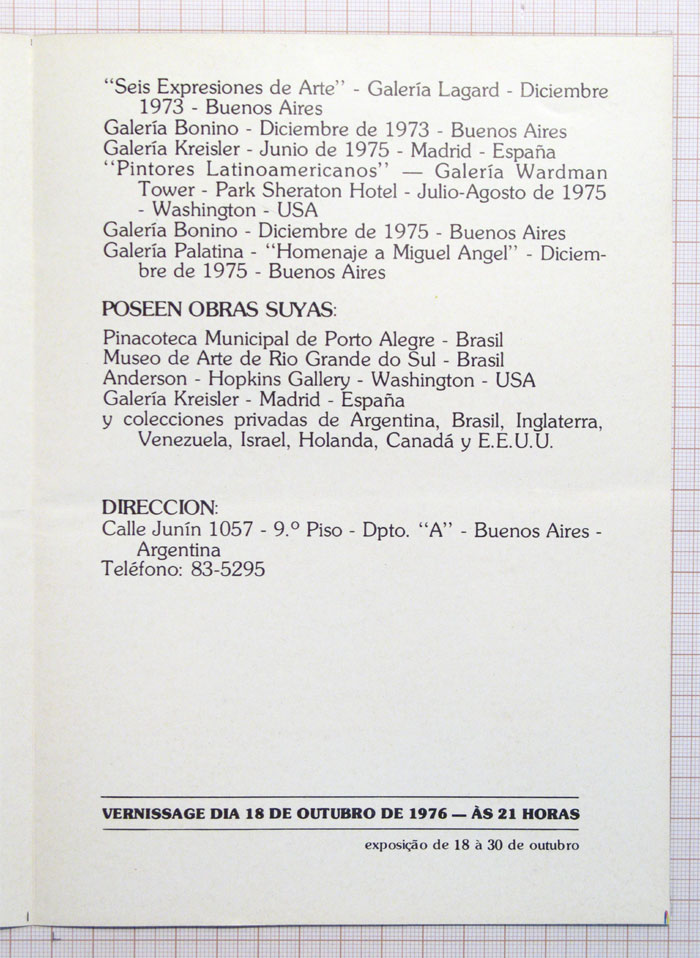 “Seis Expresiones de Arte” - Galería Lagard - Diciembre
1973 - Buenos Aires
Galería Bonino - Diciembre de 1973 - Buenos Aires
Galería Kreisler - Junio de 1975 - Madrid - España
“Pintores Latinoamericanos” — Galería Wardman
Tower - Park Sheraton Hotel - Julio-Agosto de 1975
- Washington - USA
Galería Bonino - Diciembre de 1975 - Buenos Aires
Galería Palatina - “Homenaje a Miguel Angel” - Diciem-
bre de 1975 - Buenos Aires
POSEEN OBRAS SUYAS:
Pinacoteca Municipal de Porto Alegre - Brasil
Museo de Arte de Rio Grande do Sul - Brasil
Anderson - Hopkins Gallery - Washington - USA
Galería Kreisler - Madrid - España
y colecciones privadas de Argentina, Brasil, Inglaterra,
Venezuela, Israel, Holanda, Canadá y E.E.U.U.
DIRECCION:
Calle Junín 1057 - 9.º Piso - Dpto. “A” - Buenos Aires -
Argentina
Teléfono: 83-5295
VERNISSAGE DIA 18 DE OUTUBRO DE 1976 — ÀS 21 HORAS
exposição de 18 à 30 de outubro